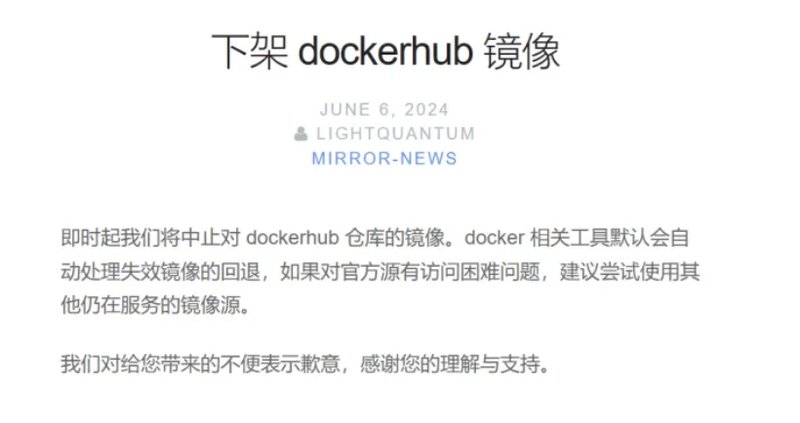 下架 dockerhub 镜像
JUNE 6, 2024
LIGHTQUANTUM
MIRROR-NEWS
即时起我们将中止对 dockerhub 仓库的镜像。docker 相关工具默认会自
动处理失效镜像的回退，如果对官方源有访问困难问题，建议尝试使用其
他仍在服务的镜像源。
我们对给您带来的不便表示歉意，感谢您的理解与支持。